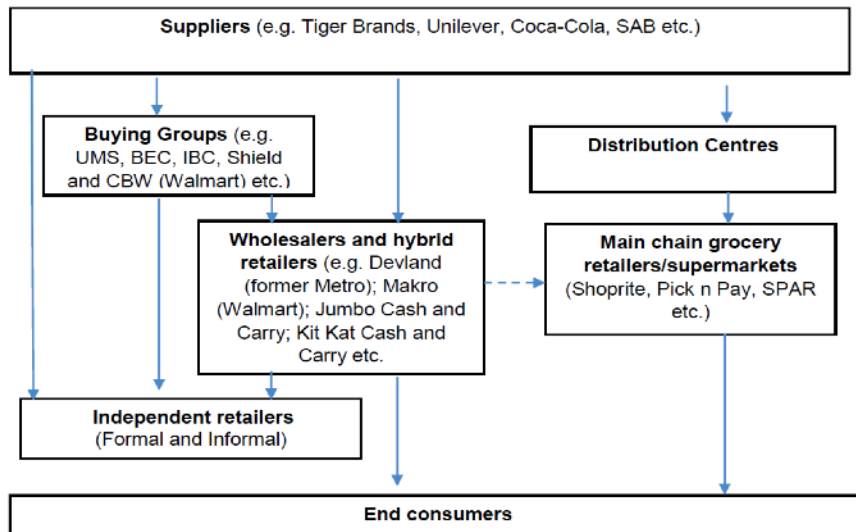 Suppliers (e.g. Tiger Brands, Unilever, Coca-Cola, SAB etc.)
Buying Groups (e.g.
UMS, BEC, IBC, Shield
and CBW (Walmart) etc.)
Distribution Centres
Wholesalers and hybrid
retailers (e.g. Devland
(former Metro); Makro
(Walmart); Jumbo Cash and
Carry; Kit Kat Cash and
Carry etc.
Main chain grocery
retailers/supermarkets
(Shoprite, Pick n Pay, SPAR
etc.)
Independent retailers
(Formal and Informal)
End consumers